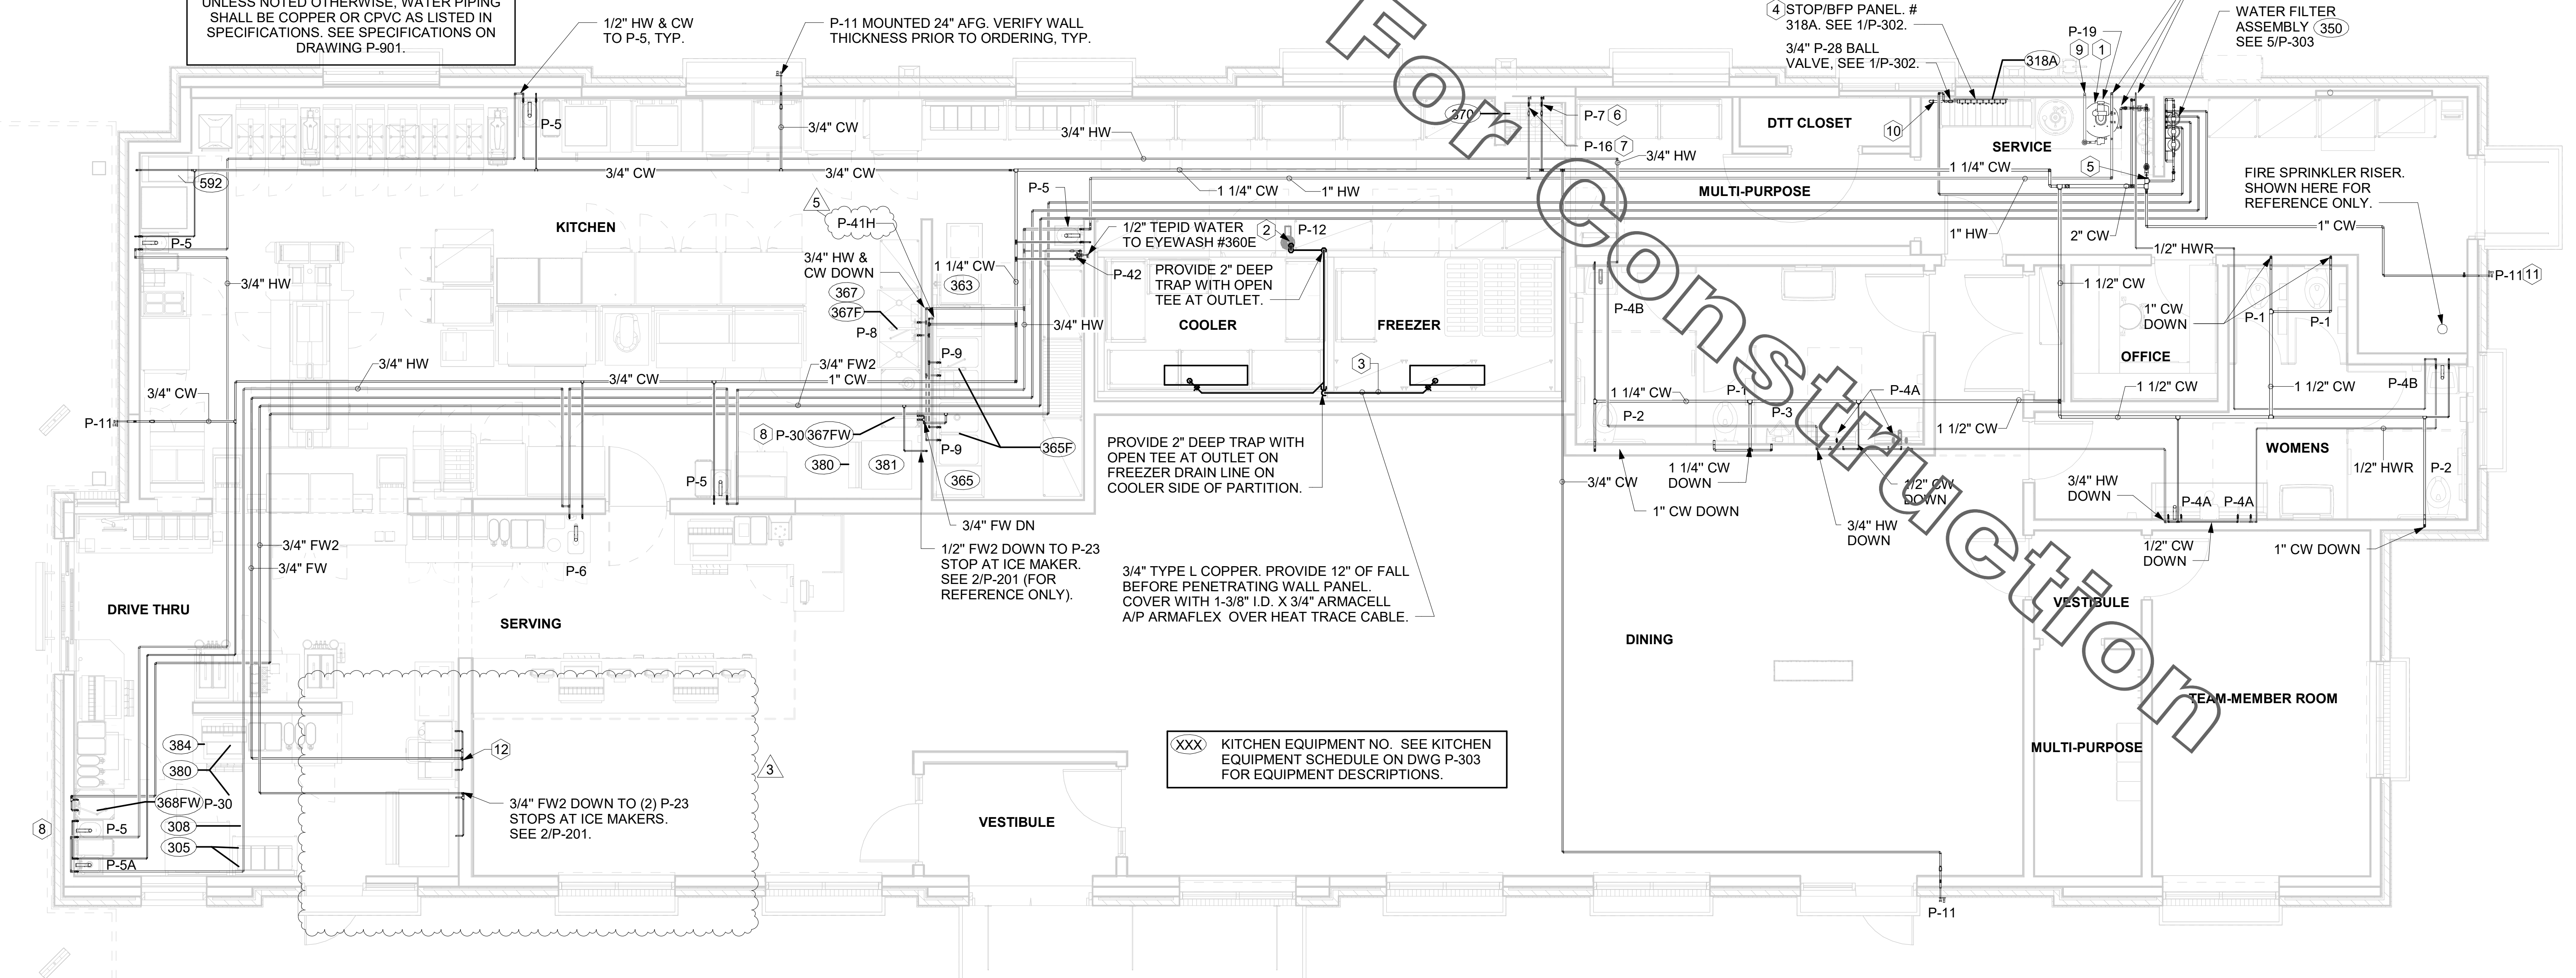 UNLESS NOTED OTHERWISE, WATER PIPING
SHALL BE COPPER OR CPVC AS LISTED IN
SPECIFICATIONS. SEE SPECIFICATIONS ON
DRAWING P-901.
1/2" HW & CW
TO P-5, TYP.
P-11 MOUNTED 24" AFG. VERIFY WALL
THICKNESS PRIOR TO ORDERING, TYP.
For Construction
4 STOP/BFP PANEL. #
318A. SEE 1/P-302.
3/4" P-28 BALL
VALVE, SEE 1/P-302.
318A
P-19
9
1
WATER FILTER
ASSEMBLY 350
SEE 5/P-303
P-5
3/4" CW
3/4" HW
370
P-7 6
P-16 7
3/4" HW
DTT CLOSET
10
SERVICE
5
592
3/4" CW
3/4" CW
P-5
1 1/4" CW
1" HW
MULTI-PURPOSE
1 1/4" CW
FIRE SPRINKLER RISER.
SHOWN HERE FOR
REFERENCE ONLY.
KITCHEN
5
P-41H
1/2" TEPID WATER
TO EYEWASH #360E
2
P-12
1" HW
2" CW
1/2" HWR
1" CW
P-5
3/4" HW &
CW DOWN
367
367F
P-8
1 1/4" CW
363
P-42
PROVIDE 2" DEEP
TRAP WITH OPEN
TEE AT OUTLET.
P-11 11
3/4" HW
3/4" HW
COOLER
FREEZER
P-4B
1 1/2" CW
1" CW
DOWN
P-1
P-1
OFFICE
3/4" HW
3/4" FW2
P-9
3/4" CW
1" CW
3
3/4" CW
1 1/4" CW
P-1
P-4A
P-2
P-3
1 1/2" CW
1 1/2" CW
1 1/2" CW
P-4B
P-11
8 P-30 367FW
380
381
P-9
365F
365
PROVIDE 2" DEEP TRAP WITH
OPEN TEE AT OUTLET ON
FREEZER DRAIN LINE ON
COOLER SIDE OF PARTITION.
WOMENS
1/2" HWR
P-2
P-5
3/4" CW
1 1/4" CW
DOWN
1" CW DOWN
1/2" CW
DOWN
3/4" HW
DOWN
3/4" HW
DOWN
P-4A
P-4A
3/4" FW DN
1/2" FW2 DOWN TO P-23
STOP AT ICE MAKER.
SEE 2/P-201 (FOR
REFERENCE ONLY).
1/2" CW
DOWN
1" CW DOWN
3/4" FW2
3/4" FW
P-6
3/4" TYPE L COPPER. PROVIDE 12" OF FALL
BEFORE PENETRATING WALL PANEL.
COVER WITH 1-3/8" I.D. X 3/4" ARMACELL
A/P ARMAFLEX OVER HEAT TRACE CABLE.
DRIVE THRU
SERVING
DINING
VESTIBULE
TEAM-MEMBER ROOM
MULTI-PURPOSE
384
380
12
3
XXX KITCHEN EQUIPMENT NO. SEE KITCHEN
EQUIPMENT SCHEDULE ON DWG P-303
FOR EQUIPMENT DESCRIPTIONS.
368FW P-30
8
P-5
308
305
P-5A
3/4" FW2 DOWN TO (2) P-23
STOPS AT ICE MAKERS.
SEE 2/P-201.
VESTIBULE
P-11